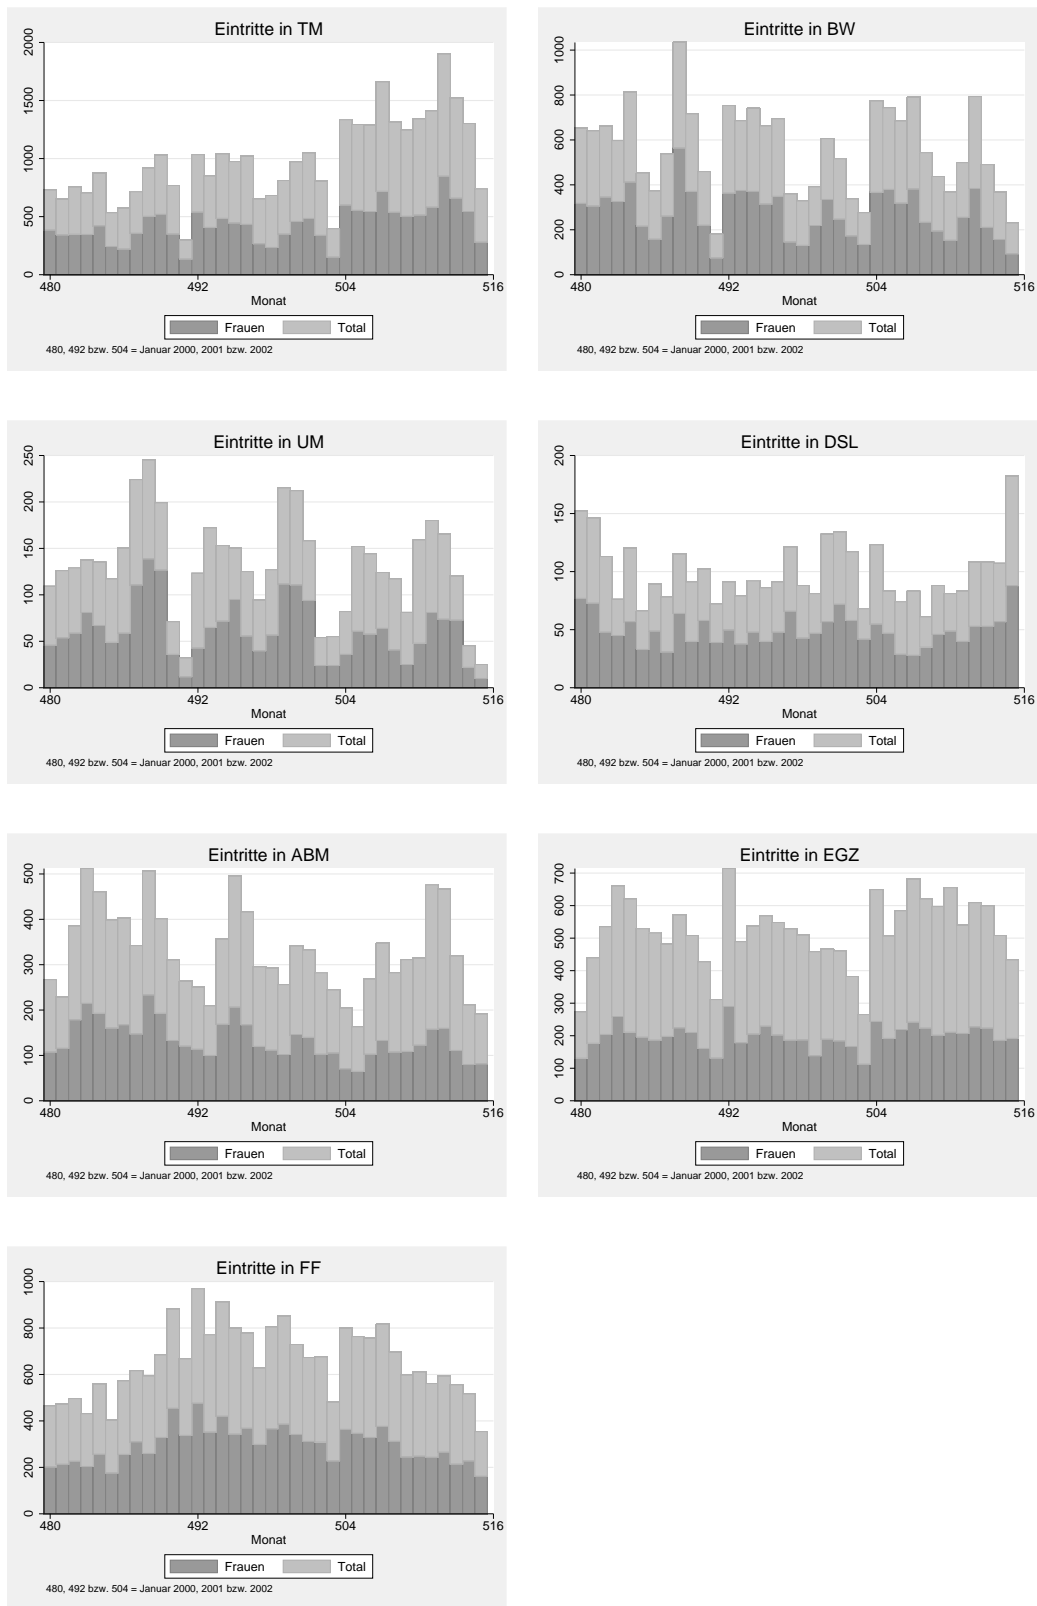 Eintritte in TM
2000
1500
1000
500
0
480 492 504 516
Monat
Frauen Total
480, 492 bzw. 504 = Januar 2000, 2001 bzw. 2002
Eintritte in BW
1000
800
600
400
200
0
480 492 504 516
Monat
Frauen Total
480, 492 bzw. 504 = Januar 2000, 2001 bzw. 2002
Eintritte in UM
250
200
150
100
50
0
480 492 504 516
Monat
Frauen Total
480, 492 bzw. 504 = Januar 2000, 2001 bzw. 2002
Eintritte in DSL
200
150
100
50
0
480 492 504 516
Monat
Frauen Total
480, 492 bzw. 504 = Januar 2000, 2001 bzw. 2002
Eintritte in ABM
500
400
300
200
100
0
480 492 504 516
Monat
Frauen Total
480, 492 bzw. 504 = Januar 2000, 2001 bzw. 2002
Eintritte in EGZ
700
600
500
400
300
200
100
0
480 492 504 516
Monat
Frauen Total
480, 492 bzw. 504 = Januar 2000, 2001 bzw. 2002
Eintritte in FF
1000
800
600
400
200
0
480 492 504 516
Monat
Frauen Total
480, 492 bzw. 504 = Januar 2000, 2001 bzw. 2002